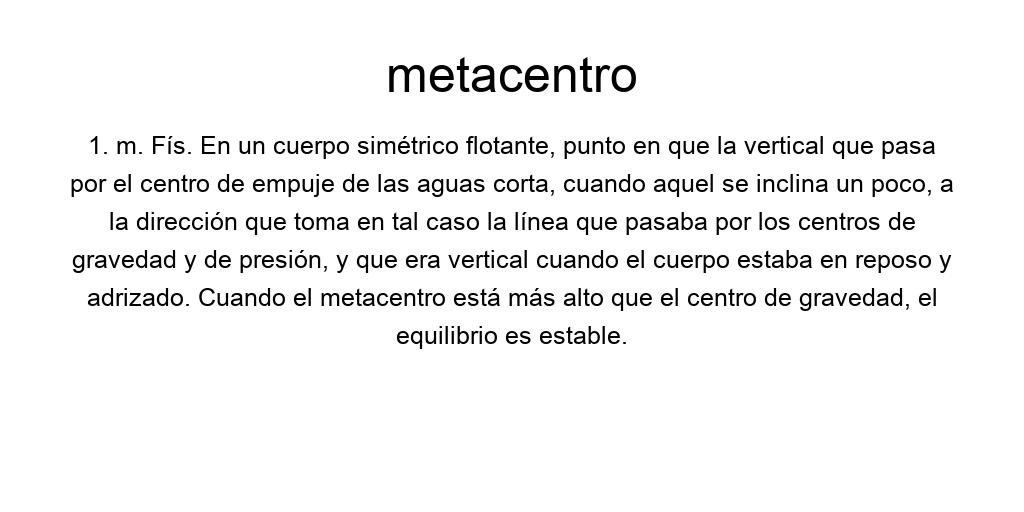 metacentro
1. m. Fís. En un cuerpo simétrico flotante, punto en que la vertical que pasa
por el centro de empuje de las aguas corta, cuando aquel se inclina un poco, a
la dirección que toma en tal caso la línea que pasaba por los centros de
gravedad y de presión, y que era vertical cuando el cuerpo estaba en reposo y
adrizado. Cuando el metacentro está más alto que el centro de gravedad, el
equilibrio es estable.